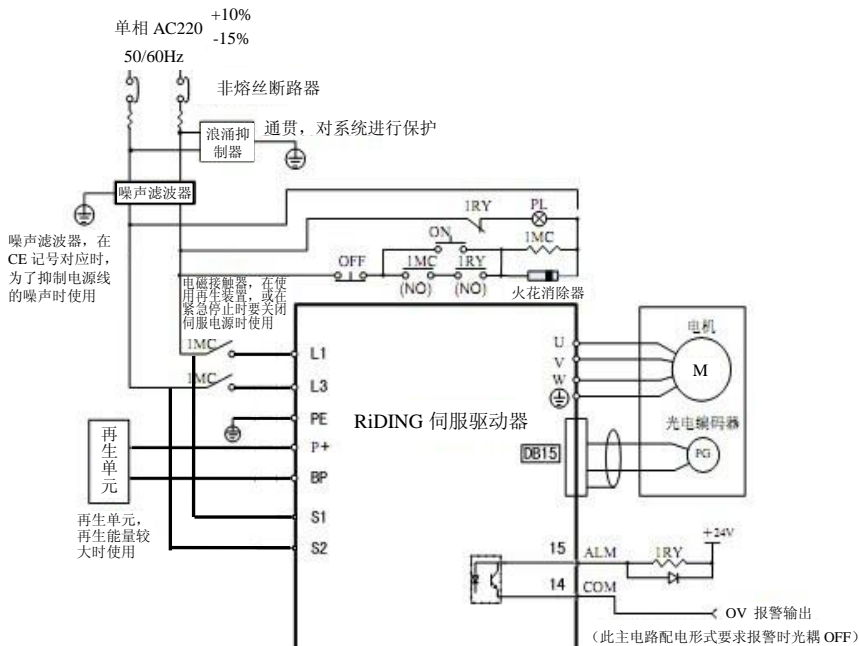 单相 AC220 +10%
-15%
50/60Hz
非熔丝断路器
浪涌抑
制器
通贯，对系统进行保护
噪声滤波器
噪声滤波器，在
CE 记号对应时，
为了抑制电源线
的噪声时使用
1RY
PL
ON
1MC
OFF
1MC
(NO)
1RY
(NO)
火花消除器
电磁接触器，在使
用再生装置，或在
紧急停止时要关闭
伺服电源时使用
1MC
L1
1MC
L3
PE
P+
BP
S1
S2
再
生
单
元
再生单元，
再生能量较
大时使用
RiDING 伺服驱动器
U
V
W
电机
M
光电编码器
PG
DB15
+24V
15
ALM
1RY
14
COM
OV 报警输出
（此主电路配电形式要求报警时光耦 OFF）